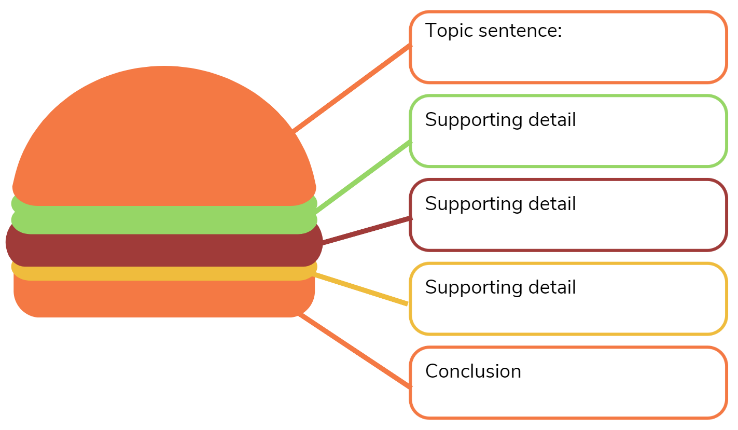 Topic sentence:
Supporting detail
Supporting detail
Supporting detail
Conclusion